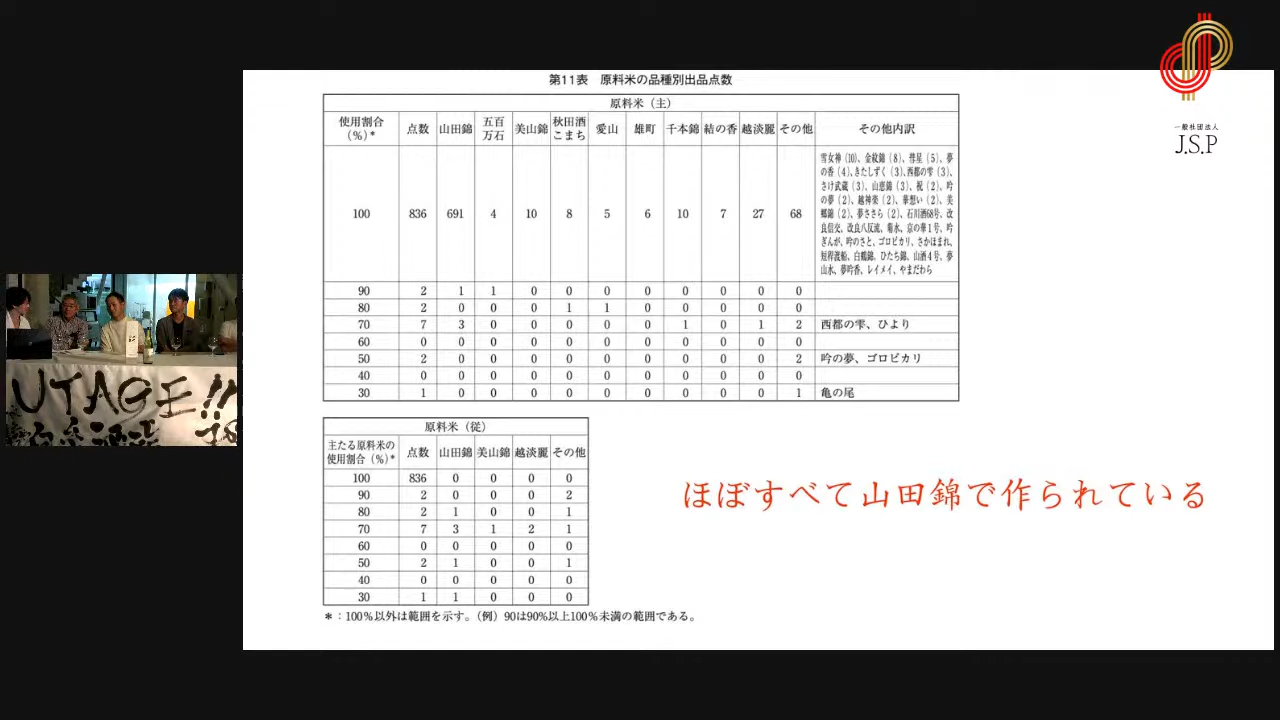 一般社団法人
J.S.P
第11表 原料米の品種別出品点数
原料米（主）
使用割合（％）* 点数 山田錦 五百万石 美山錦 秋田酒こまち 愛山 雄町 千本錦 結の香 越淡麗 その他 その他内訳
100 836 691 4 10 8 5 6 10 7 27 68
雪女神（10）、金紋錦（8）、彗星（5）、夢
の香（4）、きたしずく（3）、西都の雫（3）、
さけ武蔵（3）、山恵錦（3）、祝（2）、吟
の夢（2）、越神楽（2）、華想い（2）、美
郷錦（2）、夢ささら（2）、石川酒68号、改
良信交、改良八反流、菊水、京の華1号、吟
ぎんが、吟のさと、ゴロピカリ、さかほまれ、
短稈渡船、白鶴錦、ひたち錦、山酒4号、夢
山水、夢吟香、レイメイ、やまだわら
90 2 1 1 0 0 0 0 0 0 0 0
80 2 0 0 0 1 1 0 0 0 0 0
70 7 3 0 0 0 0 0 1 0 1 2 西都の雫、ひより
60 0 0 0 0 0 0 0 0 0 0 0
50 2 0 0 0 0 0 0 0 0 0 2 吟の夢、ゴロピカリ
40 0 0 0 0 0 0 0 0 0 0 0
30 1 0 0 0 0 0 0 0 0 0 1 亀の尾
原料米（従）
主たる原料米の使用割合（％）* 点数 山田錦 美山錦 越淡麗 その他
100 836 0 0 0 0
90 2 0 0 0 2
80 2 1 0 0 1
70 7 3 1 2 1
60 0 0 0 0 0
50 2 1 0 0 1
40 0 0 0 0 0
30 1 1 0 0 0
＊：100％以外は範囲を示す。（例）90は90％以上100％未満の範囲である。
ほぼすべて山田錦で作られている
UTAGE!!